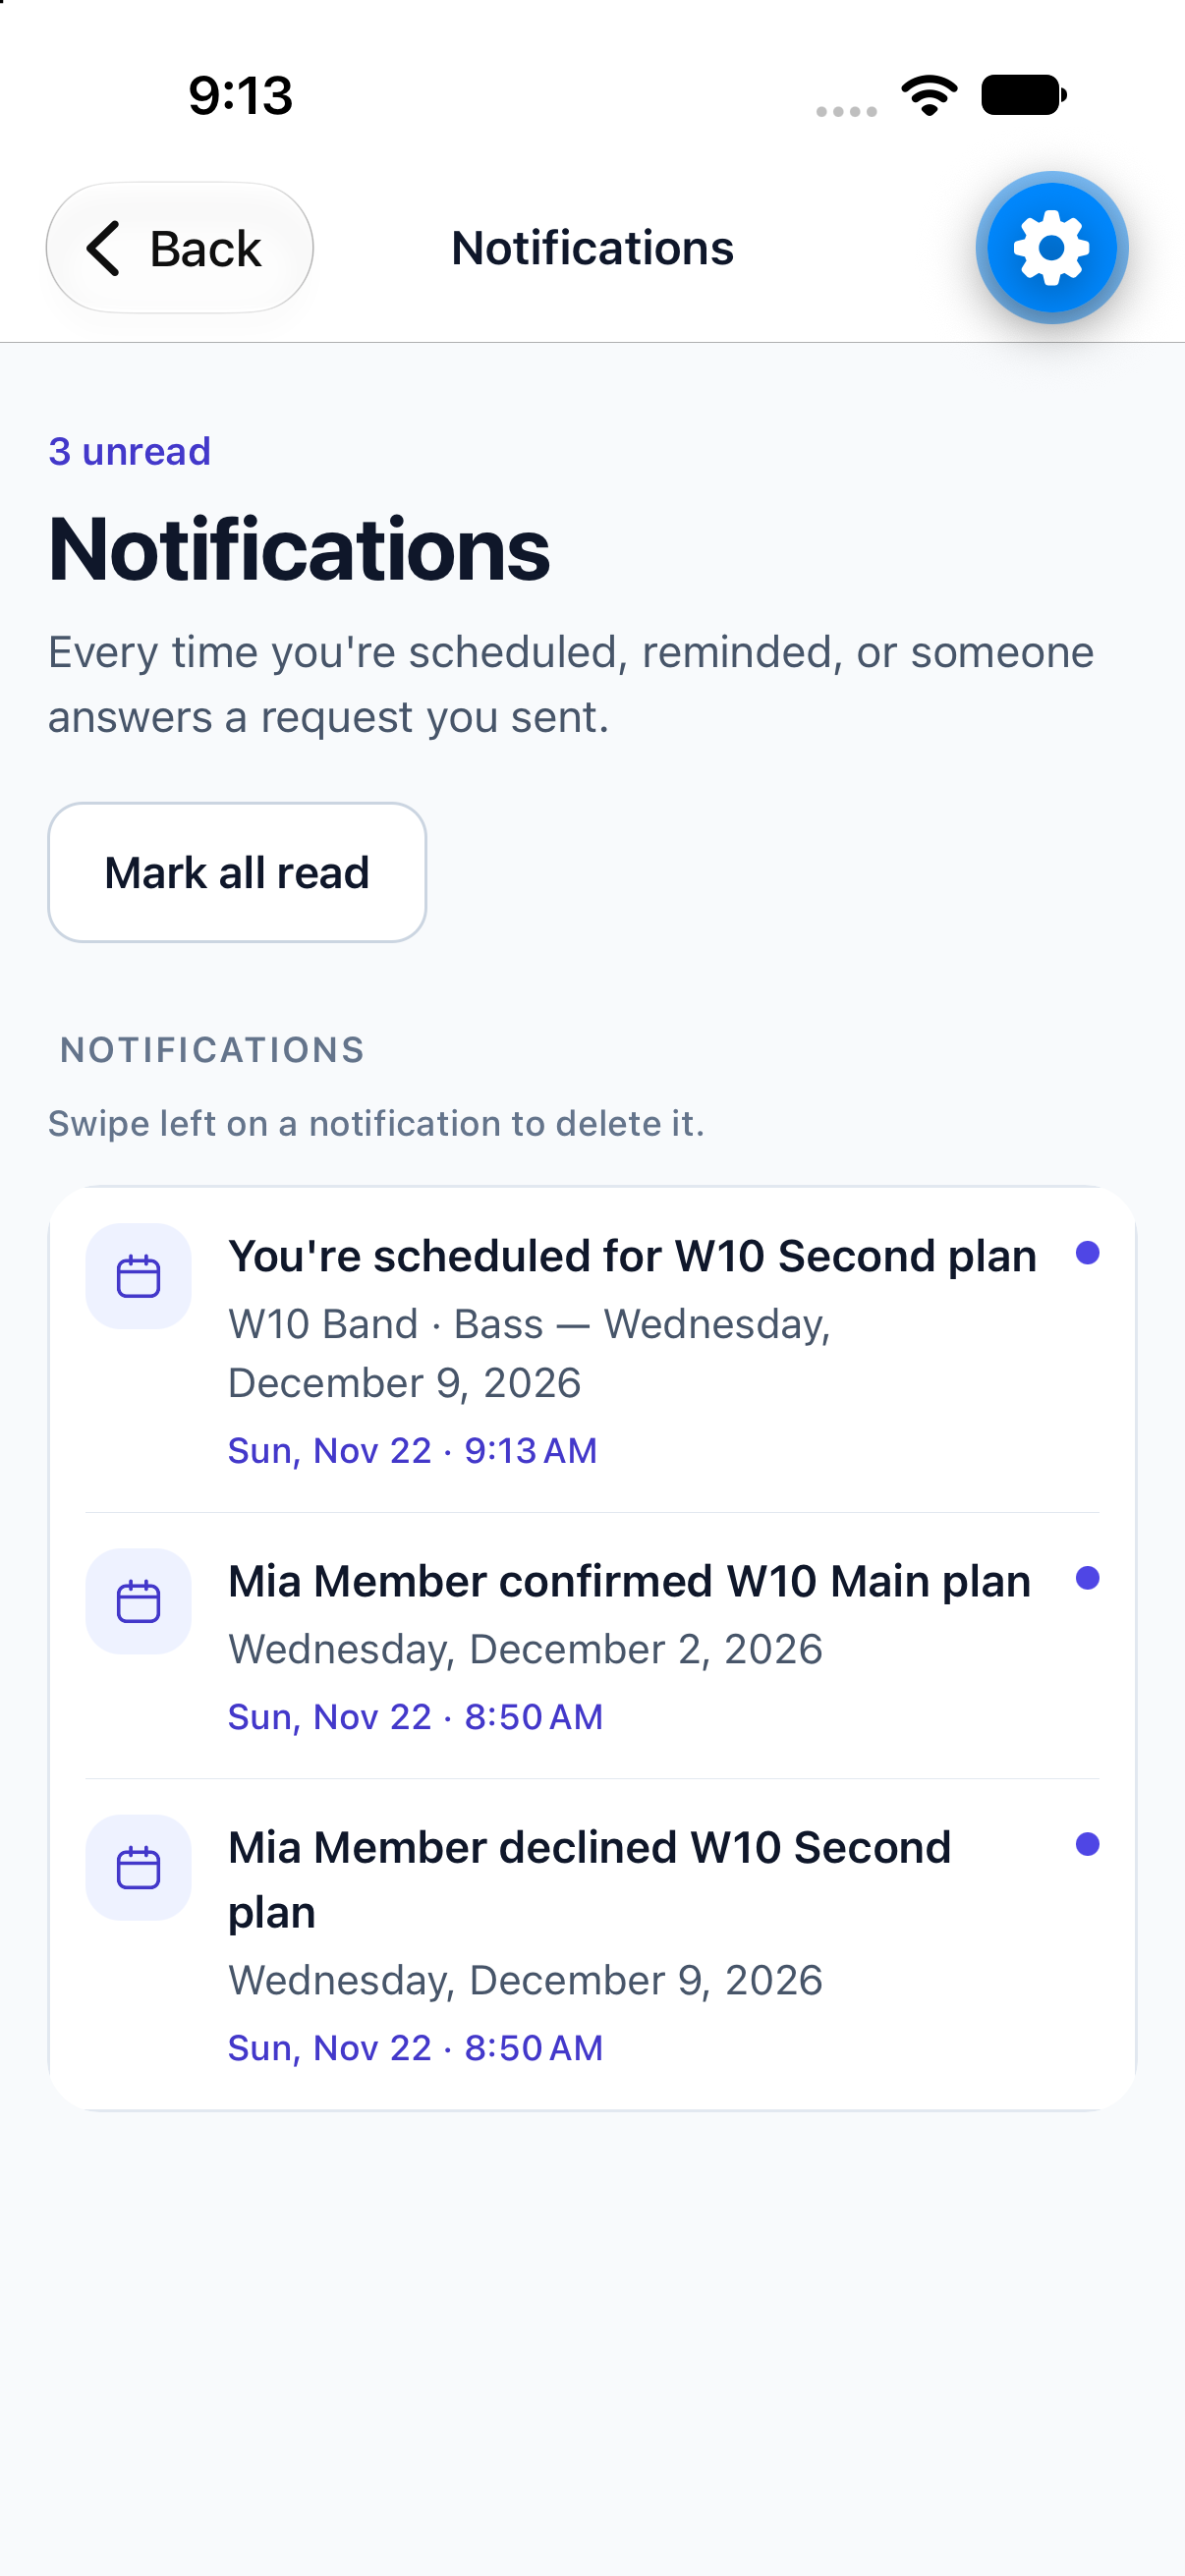 9:13
Back
Notifications
3 unread
Notifications
Every time you're scheduled, reminded, or someone
answers a request you sent.
Mark all read
NOTIFICATIONS
Swipe left on a notification to delete it.
You're scheduled for W10 Second plan
W10 Band · Bass — Wednesday,
December 9, 2026
Sun, Nov 22 · 9:13 AM
Mia Member confirmed W10 Main plan
Wednesday, December 2, 2026
Sun, Nov 22 · 8:50 AM
Mia Member declined W10 Second
plan
Wednesday, December 9, 2026
Sun, Nov 22 · 8:50 AM